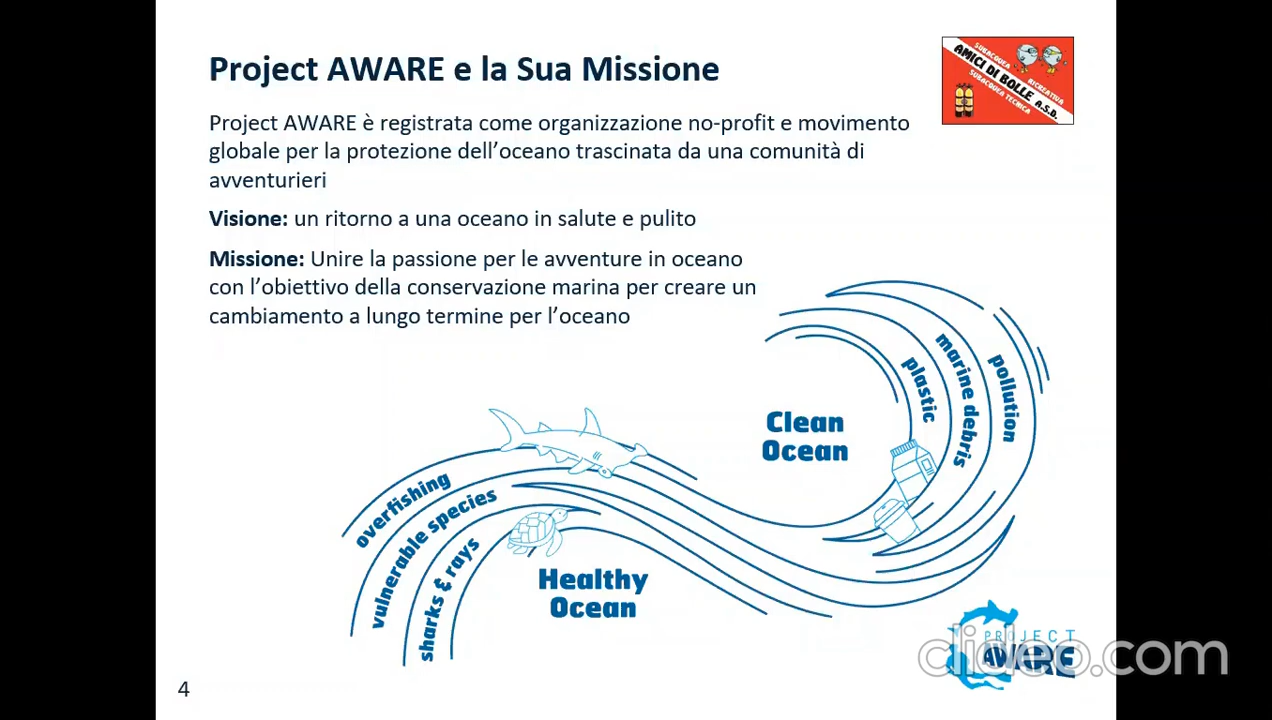 Project AWARE e la Sua Missione
SUBACQUEA RICREATIVA
AMICI DI BOLLE A.S.D.
SUBACQUEA TECNICA
Project AWARE è registrata come organizzazione no-profit e movimento
globale per la protezione dell'oceano trascinata da una comunità di
avventurieri
Visione: un ritorno a una oceano in salute e pulito
Missione: Unire la passione per le avventure in oceano
con l'obiettivo della conservazione marina per creare un
cambiamento a lungo termine per l'oceano
plastic
marine debris
pollution
Clean
Ocean
overfishing
vulnerable species
sharks & rays
Healthy
Ocean
PROJECT
AWARE
clideo.com
4